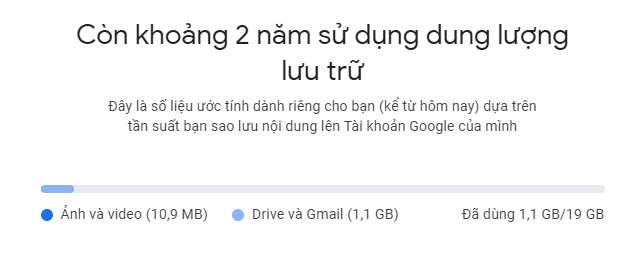 Còn khoảng 2 năm sử dụng dung lượng
lưu trữ
Đây là số liệu ước tính dành riêng cho bạn (kể từ hôm nay) dựa trên
tần suất bạn sao lưu nội dung lên Tài khoản Google của mình
Ảnh và video (10,9 MB) Drive và Gmail (1,1 GB) Đã dùng 1,1 GB/19 GB